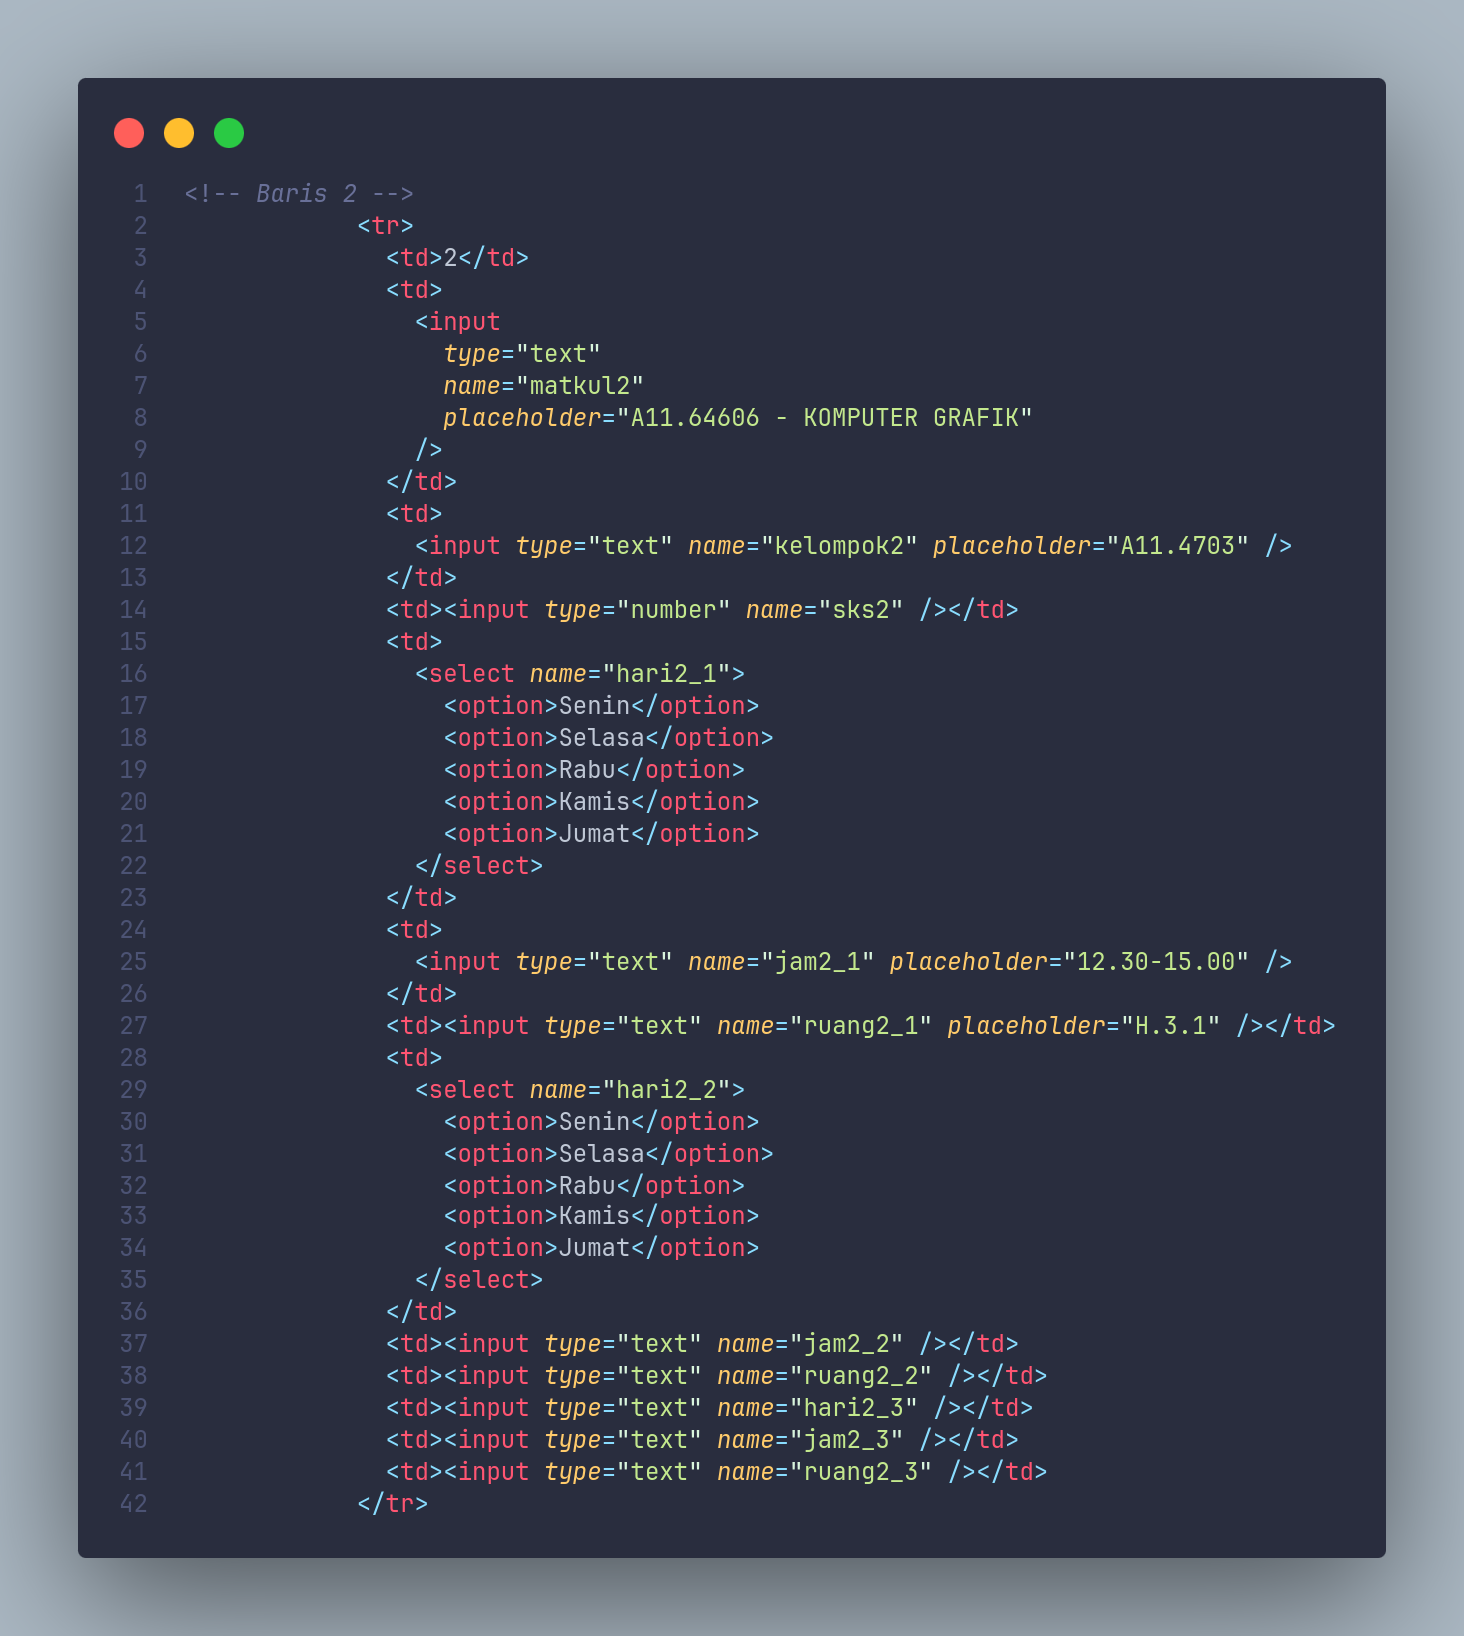 1 <!-- Baris 2 -->
2 <tr>
3 <td>2</td>
4 <td>
5 <input
6 type="text"
7 name="matkul2"
8 placeholder="A11.64606 - KOMPUTER GRAFIK"
9 />
10 </td>
11 <td>
12 <input type="text" name="kelompok2" placeholder="A11.4703" />
13 </td>
14 <td><input type="number" name="sks2" /></td>
15 <td>
16 <select name="hari2_1">
17 <option>Senin</option>
18 <option>Selasa</option>
19 <option>Rabu</option>
20 <option>Kamis</option>
21 <option>Jumat</option>
22 </select>
23 </td>
24 <td>
25 <input type="text" name="jam2_1" placeholder="12.30-15.00" />
26 </td>
27 <td><input type="text" name="ruang2_1" placeholder="H.3.1" /></td>
28 <td>
29 <select name="hari2_2">
30 <option>Senin</option>
31 <option>Selasa</option>
32 <option>Rabu</option>
33 <option>Kamis</option>
34 <option>Jumat</option>
35 </select>
36 </td>
37 <td><input type="text" name="jam2_2" /></td>
38 <td><input type="text" name="ruang2_2" /></td>
39 <td><input type="text" name="hari2_3" /></td>
40 <td><input type="text" name="jam2_3" /></td>
41 <td><input type="text" name="ruang2_3" /></td>
42 </tr>